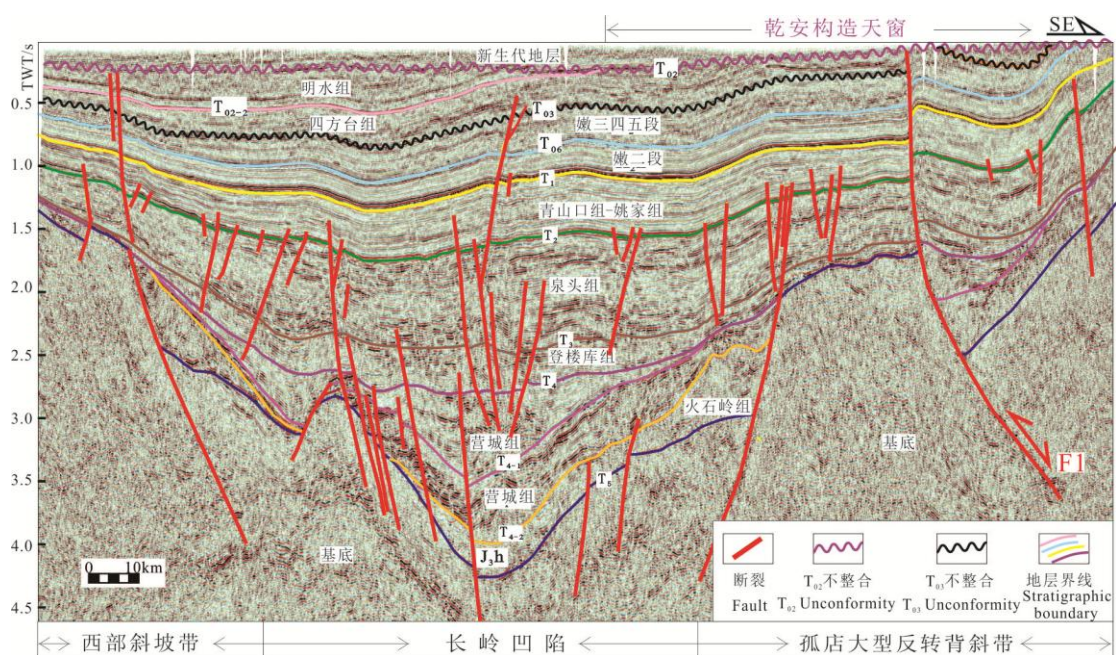 乾安构造天窗
SE
TWT/s
新生代地层
T02
明水组
0.5
T02-2
四方台组
T03
嫩三四五段
T06
嫩二段
1.0
T1
青山口组-姚家组
1.5
T2
2.0
泉头组
T3
2.5
登楼库组
T4
火石岭组
3.0
营城组
基底
T4-1
F1
3.5
T5
营城组
T4-2
4.0
基底
J3h
0 10km
4.5
断裂
Fault
T02不整合
T02 Unconformity
T03不整合
T03 Unconformity
地层界线
Stratigraphic
boundary
西部斜坡带
长岭凹陷
孤店大型反转背斜带